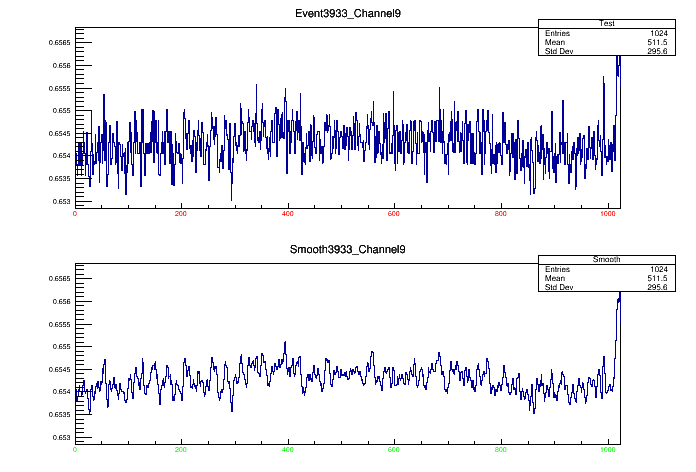 Event3933_Channel9
Test
Entries 1024
Mean 511.5
Std Dev 295.6
0.6565
0.656
0.6555
0.655
0.6545
0.654
0.6535
0.653
0 200 400 600 800 1000
Smooth3933_Channel9
Smooth
Entries 1024
Mean 511.5
Std Dev 295.6
0.6565
0.656
0.6555
0.655
0.6545
0.654
0.6535
0.653
0 200 400 600 800 1000